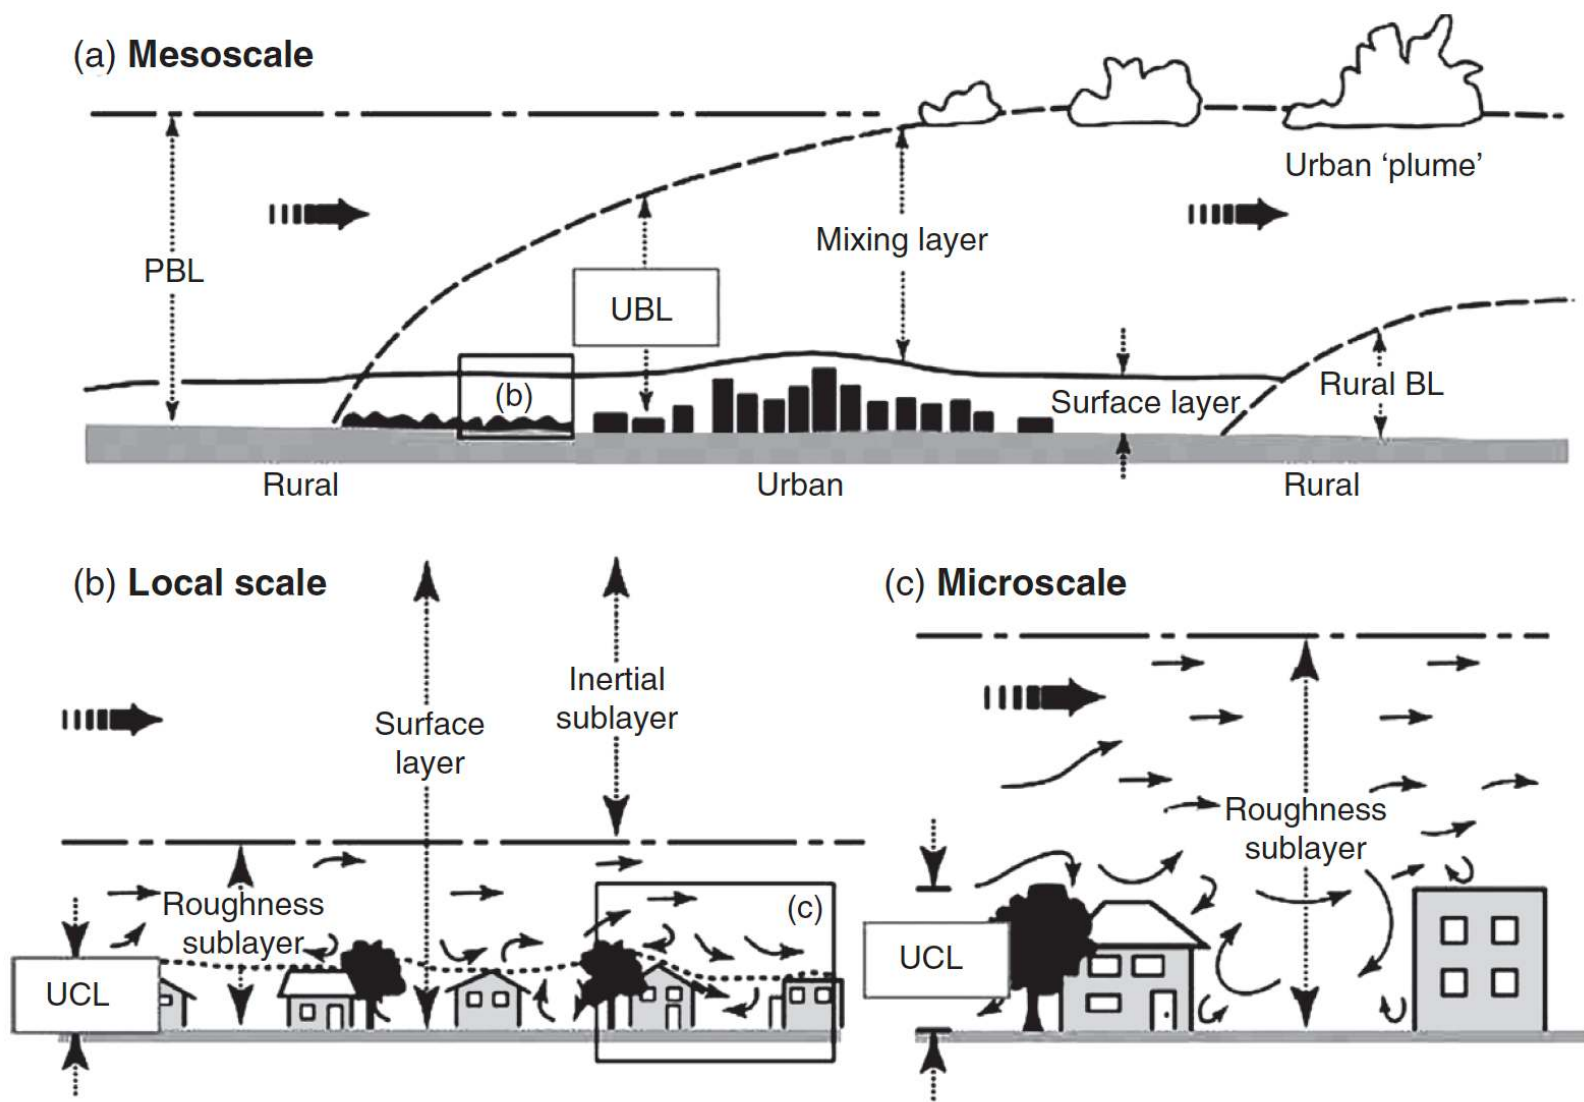 (a) Mesoscale
Urban 'plume'
Mixing layer
PBL
UBL
(b)
Rural BL
Surface layer
Rural
Urban
Rural
(b) Local scale
Inertial
sublayer
Surface
layer
Roughness
sublayer
(c)
UCL
(c) Microscale
Roughness
sublayer
UCL